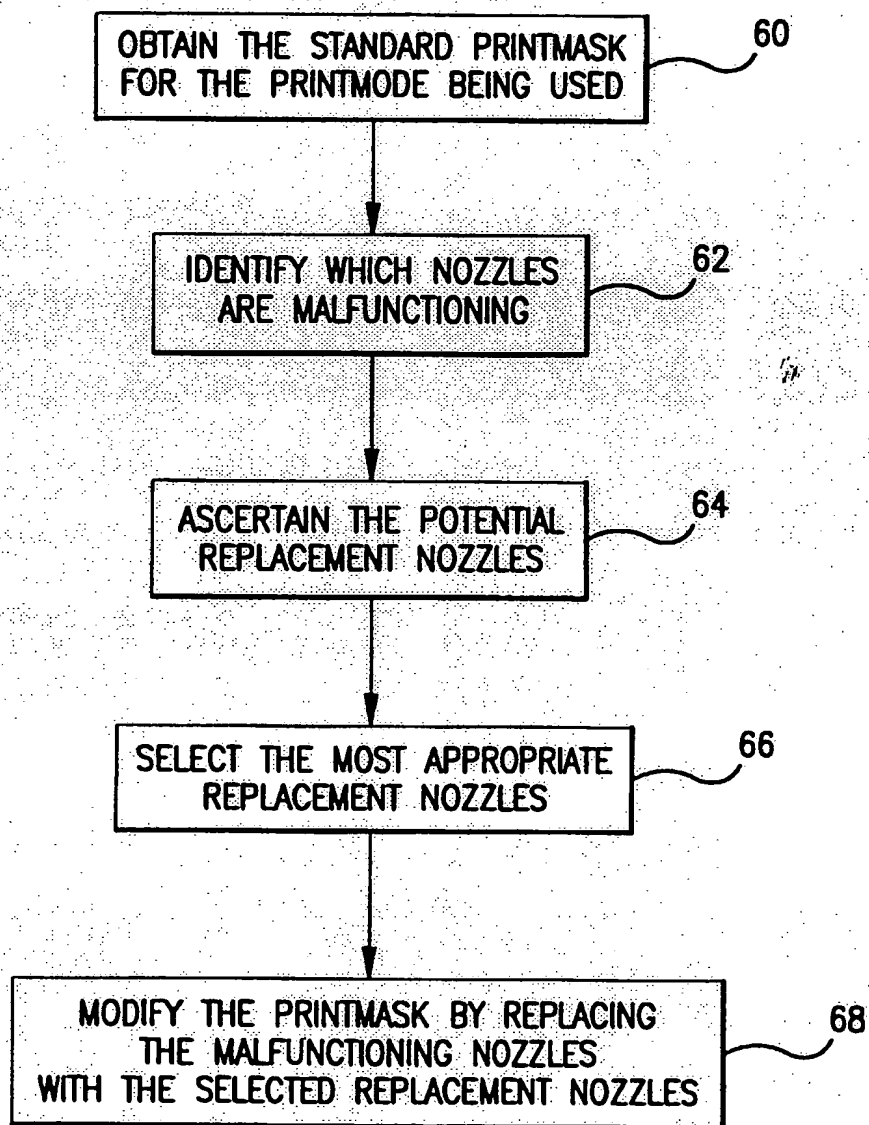 OBTAIN THE STANDARD PRINTMASK
FOR THE PRINTMODE BEING USED
60
IDENTIFY WHICH NOZZLES
ARE MALFUNCTIONING
62
ASCERTAIN THE POTENTIAL
REPLACEMENT NOZZLES
64
SELECT THE MOST APPROPRIATE
REPLACEMENT NOZZLES
66
MODIFY THE PRINTMASK BY REPLACING
THE MALFUNCTIONING NOZZLES
WITH THE SELECTED REPLACEMENT NOZZLES
68